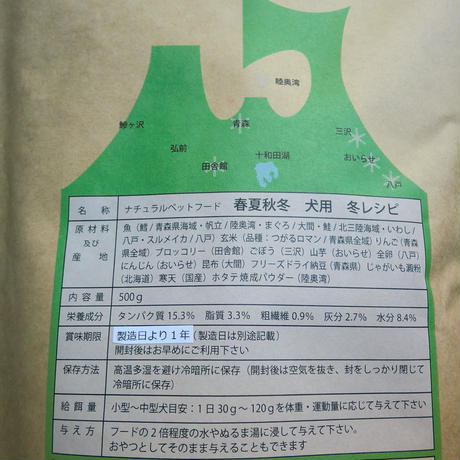 陸奥湾
鰺ヶ沢
青森
三沢
弘前
十和田湖
おいらせ
田舎館
八戸
名　称　ナチュラルペットフード　春夏秋冬　犬用　冬レシピ
原材料及び産地　魚（鱈/青森県海域・帆立/陸奥湾・まぐろ/大間・鮭/北三陸海域・いわし/
八戸・スルメイカ/八戸）玄米（品種：つがるロマン/青森県全域）りんご（青森
県全域）ブロッコリー（田舎館）ごぼう（三沢）山芋（おいらせ）全卵（八戸）
にんじん（おいらせ）昆布（大間）フリーズドライ納豆（青森県）じゃがいも澱粉
（北海道）寒天（国産）ホタテ焼成パウダー（陸奥湾）
内容量　500g
栄養成分　タンパク質 15.3%　脂質 3.3%　粗繊維 0.9%　灰分 2.7%　水分 8.4%
賞味期限　製造日より１年（製造日は別途記載）
開封後はお早めにご利用下さい
保存方法　高温多湿を避け冷暗所に保存（開封後は空気を抜き、封をしっかり閉じて
冷暗所に保存）
給餌量　小型～中型犬目安：１日 30g～120g を体重・運動量に応じて与えて下さい
与え方　フードの２倍程度の水やぬるま湯に浸して与えて下さい。
おやつとしてそのまま与えることもできます